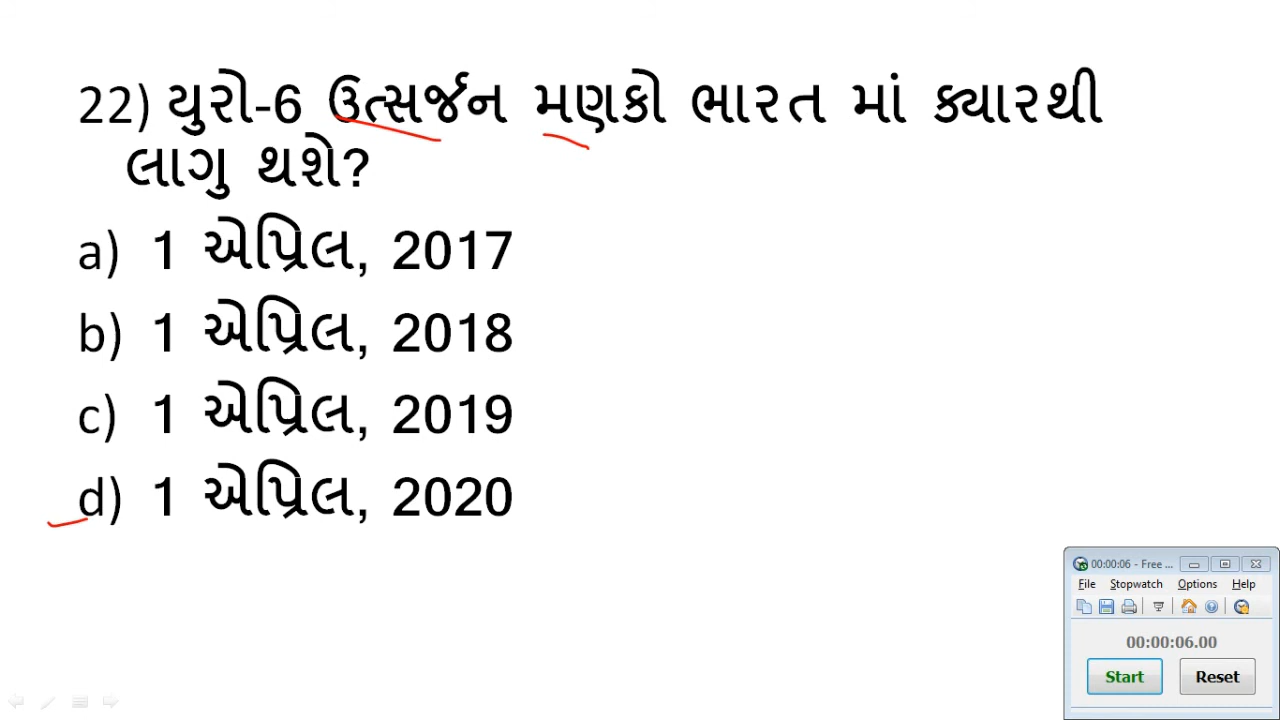 22) યુરો-6 ઉત્સર્જન મણકો ભારત માં ક્યારથી
લાગુ થશે?
a) 1 એપ્રિલ, 2017
b) 1 એપ્રિલ, 2018
c) 1 એપ્રિલ, 2019
d) 1 એપ્રિલ, 2020
00:00:06 - Free ...
File Stopwatch Options Help
00:00:06.00
Start Reset